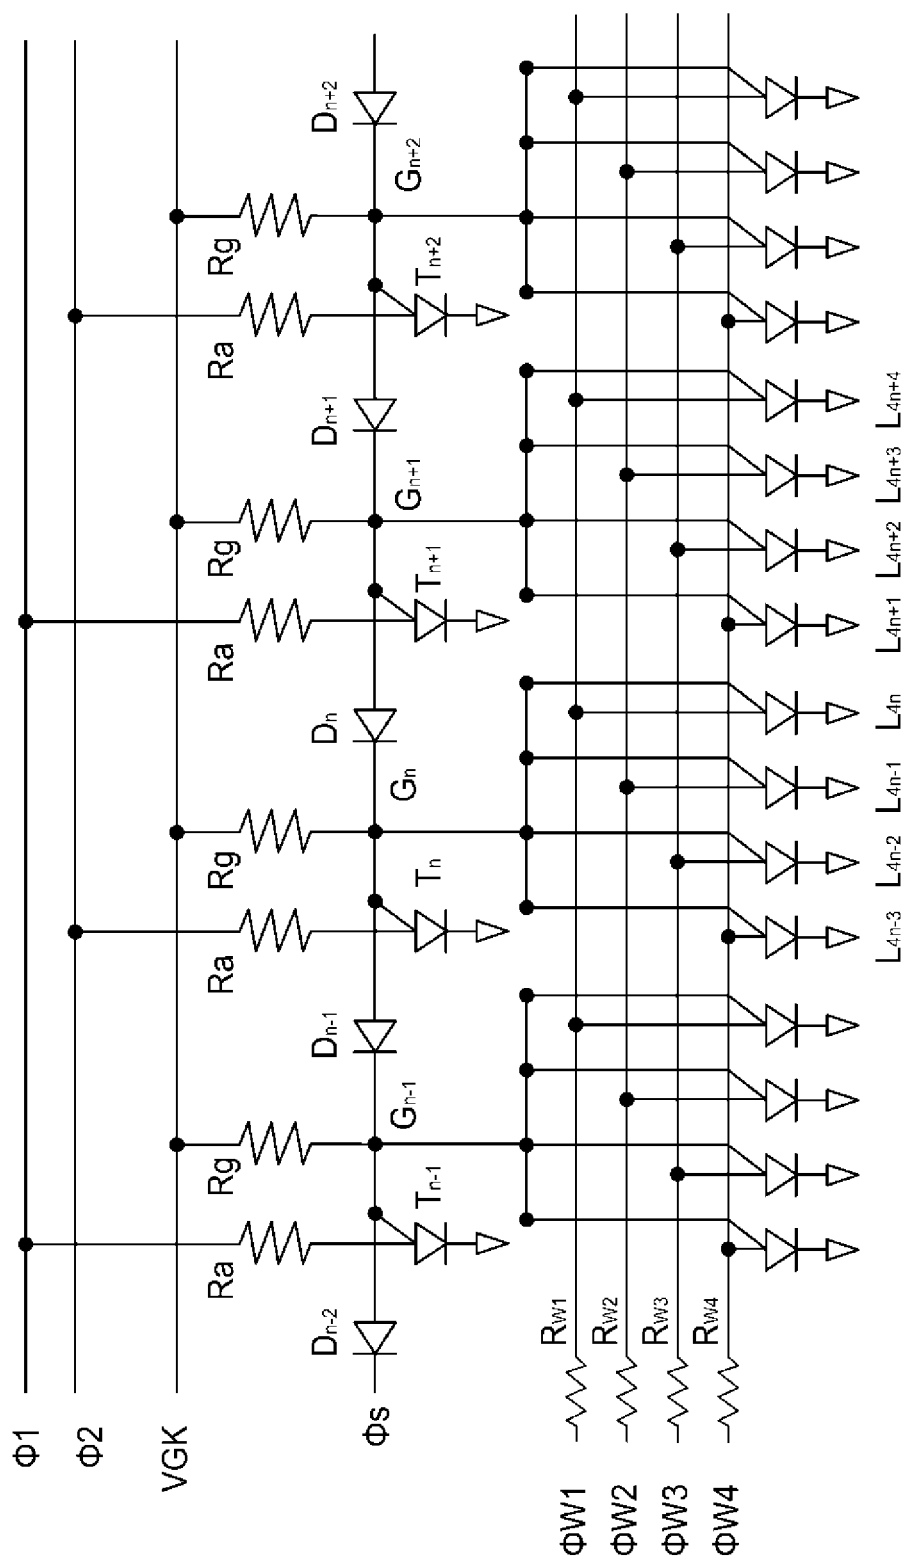 Φ1
Φ2
VGK
Φs
Ra Rg Ra Rg Ra Rg Ra Rg
Dn-2 Dn-1 Dn Dn+1 Dn+2
Gn-1 Gn Gn+1 Gn+2
Tn-1 Tn Tn+1 Tn+2
ΦW1 RW1
ΦW2 RW2
ΦW3 RW3
ΦW4 RW4
L4n-3 L4n-2 L4n-1 L4n L4n+1 L4n+2 L4n+3 L4n+4